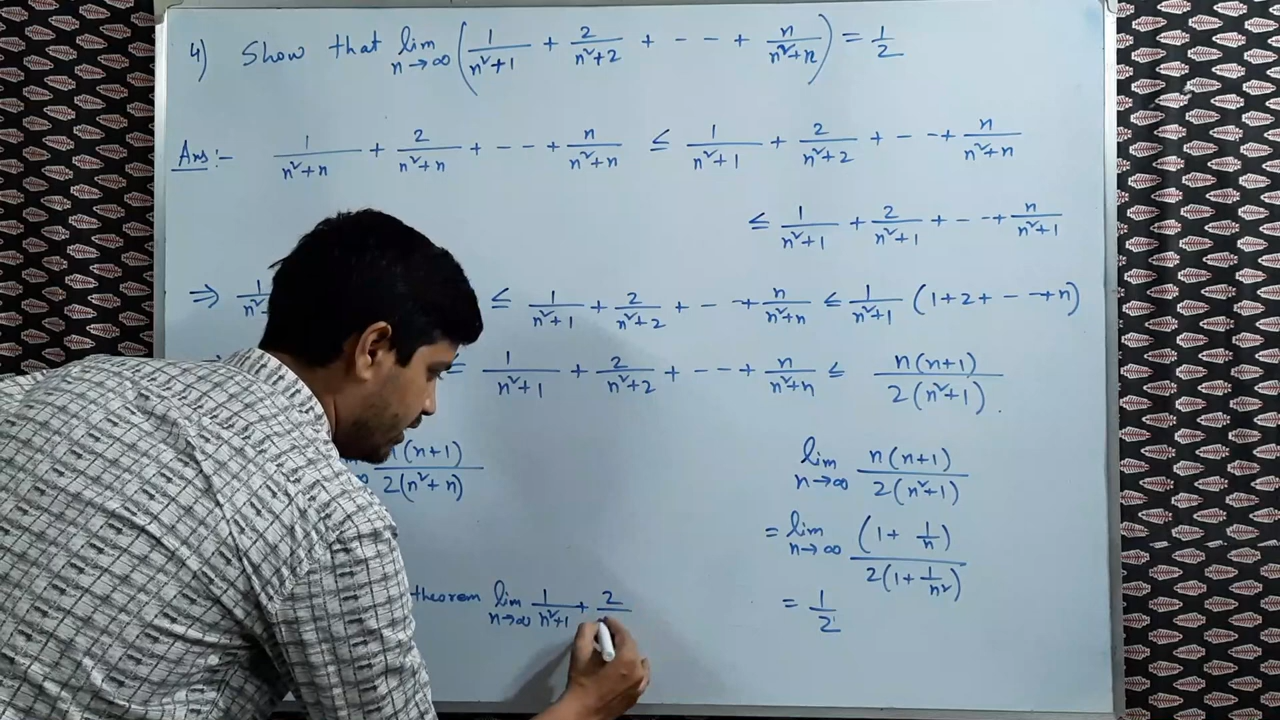 4) Show that lim n→∞ (1/(n²+1) + 2/(n²+2) + - - + n/(n²+n)) = 1/2
Ans:- 1/(n²+n) + 2/(n²+n) + - - + n/(n²+n) ≤ 1/(n²+1) + 2/(n²+2) + - - + n/(n²+n)
≤ 1/(n²+1) + 2/(n²+1) + - - + n/(n²+1)
⇒ ≤ 1/(n²+1) + 2/(n²+2) + - - + n/(n²+n) ≤ 1/(n²+1) (1+2+ - - +n)
1/(n²+1) + 2/(n²+2) + - - + n/(n²+n) ≤ n(n+1)/2(n²+1)
(n+1)/2(n²+n)
lim n→∞ n(n+1)/2(n²+1)
= lim n→∞ (1 + 1/n)/2(1 + 1/n²)
= 1/2
theorem lim n→∞ 1/(n²+1) + 2/